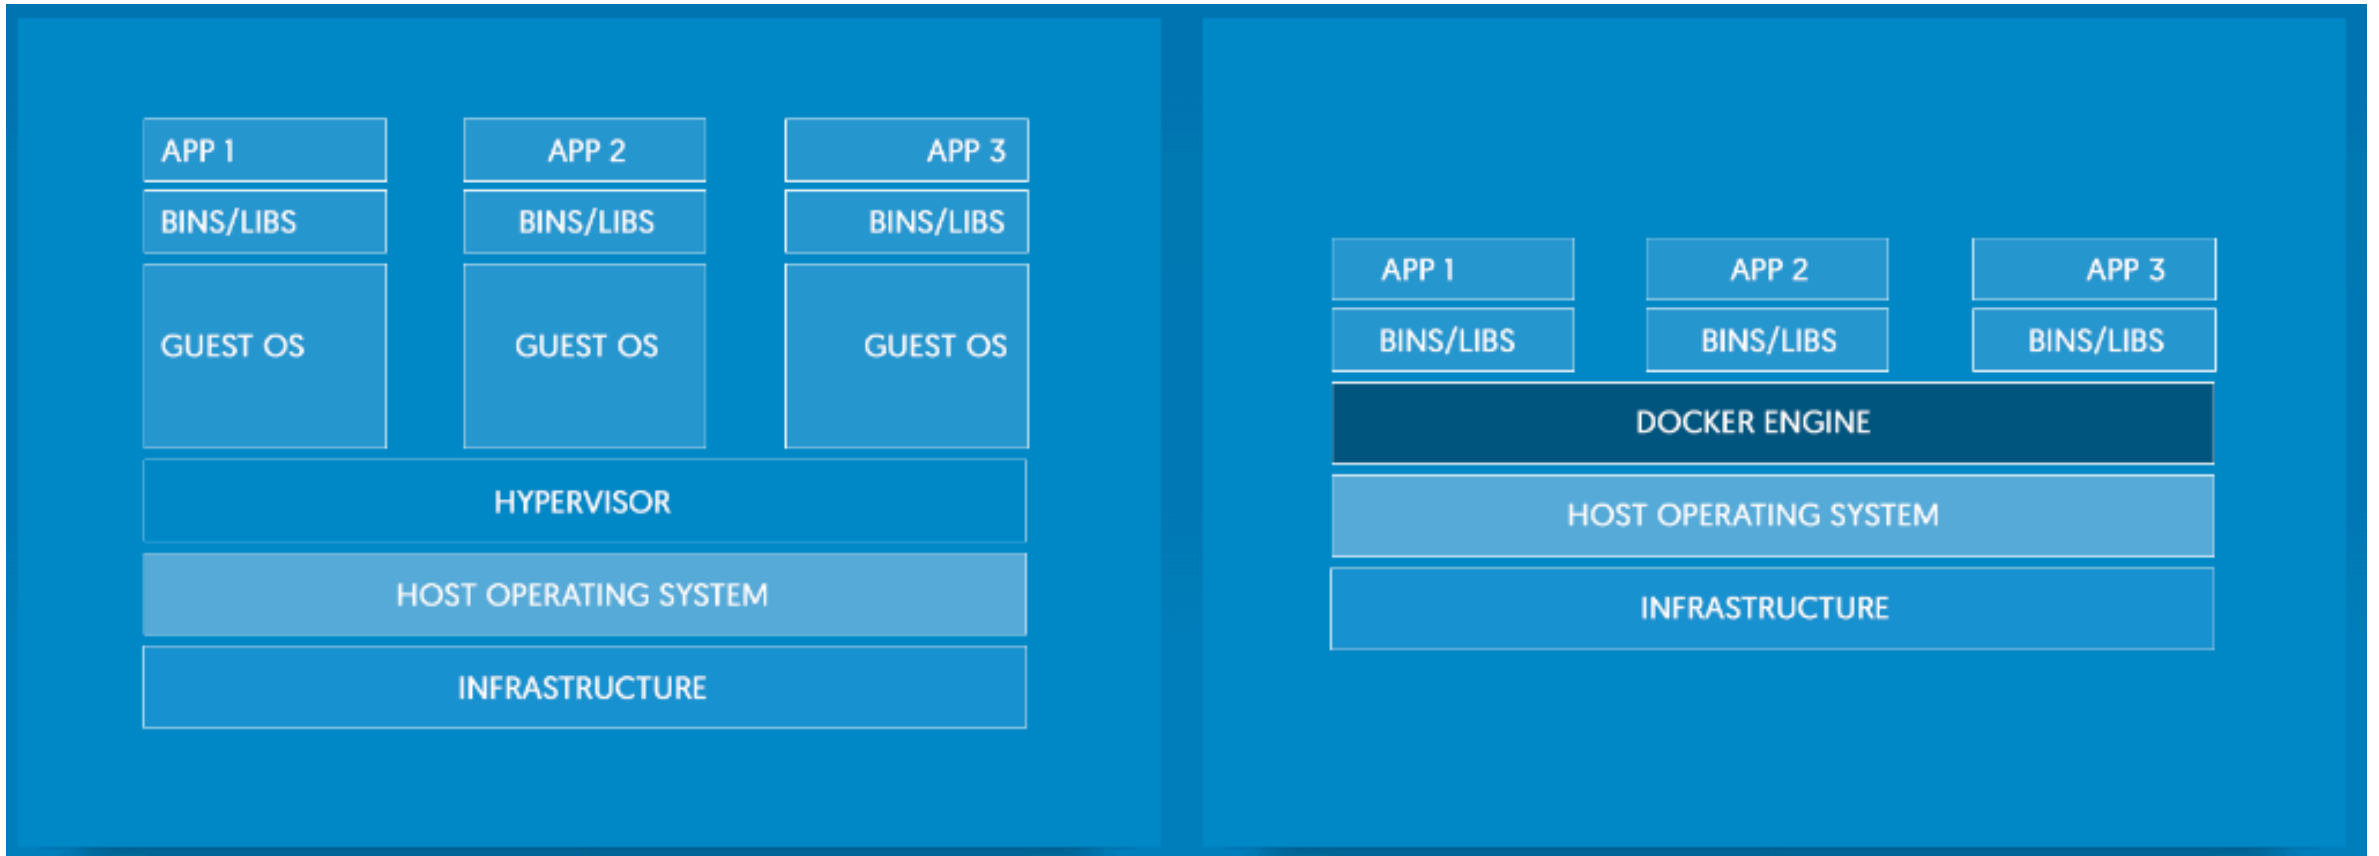 APP 1
APP 2
APP 3
BINS/LIBS
BINS/LIBS
BINS/LIBS
GUEST OS
GUEST OS
GUEST OS
HYPERVISOR
HOST OPERATING SYSTEM
INFRASTRUCTURE
APP 1
APP 2
APP 3
BINS/LIBS
BINS/LIBS
BINS/LIBS
DOCKER ENGINE
HOST OPERATING SYSTEM
INFRASTRUCTURE